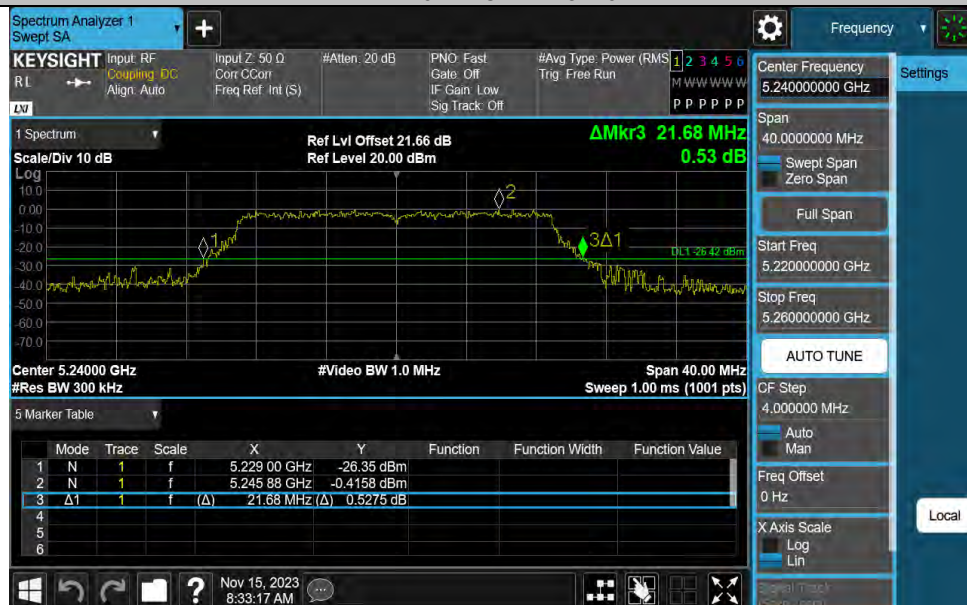 Spectrum Analyzer 1
Swept SA
+
Frequency
KEYSIGHT Input: RF Input Z: 50 Ω #Atten: 20 dB PNO: Fast #Avg Type: Power (RMS 1 2 3 4 5 6
RL Coupling: DC Corr CCorr Gate: Off Trig: Free Run M W W W W W
Align: Auto Freq Ref: Int (S) IF Gain: Low
LXI Sig Track: Off P P P P P P
1 Spectrum
Ref Lvl Offset 21.66 dB ΔMkr3 21.68 MHz
Scale/Div 10 dB Ref Level 20.00 dBm 0.53 dB
Log
10.0
0.00
-10.0
-20.0
-30.0
-40.0
-50.0
-60.0
-70.0
1
2
3Δ1
DL1 -26.42 dBm
Center 5.24000 GHz #Video BW 1.0 MHz Span 40.00 MHz
#Res BW 300 kHz Sweep 1.00 ms (1001 pts)
5 Marker Table
Mode Trace Scale X Y Function Function Width Function Value
1 N 1 f 5.229 00 GHz -26.35 dBm
2 N 1 f 5.245 88 GHz -0.4158 dBm
3 Δ1 1 f (Δ) 21.68 MHz (Δ) 0.5275 dB
4
5
6
?
Nov 15, 2023
8:33:17 AM
Center Frequency
5.240000000 GHz
Settings
Span
40.0000000 MHz
Swept Span
Zero Span
Full Span
Start Freq
5.220000000 GHz
Stop Freq
5.260000000 GHz
AUTO TUNE
CF Step
4.000000 MHz
Auto
Man
Freq Offset
0 Hz
X Axis Scale
Log
Lin
Local
Signal Track